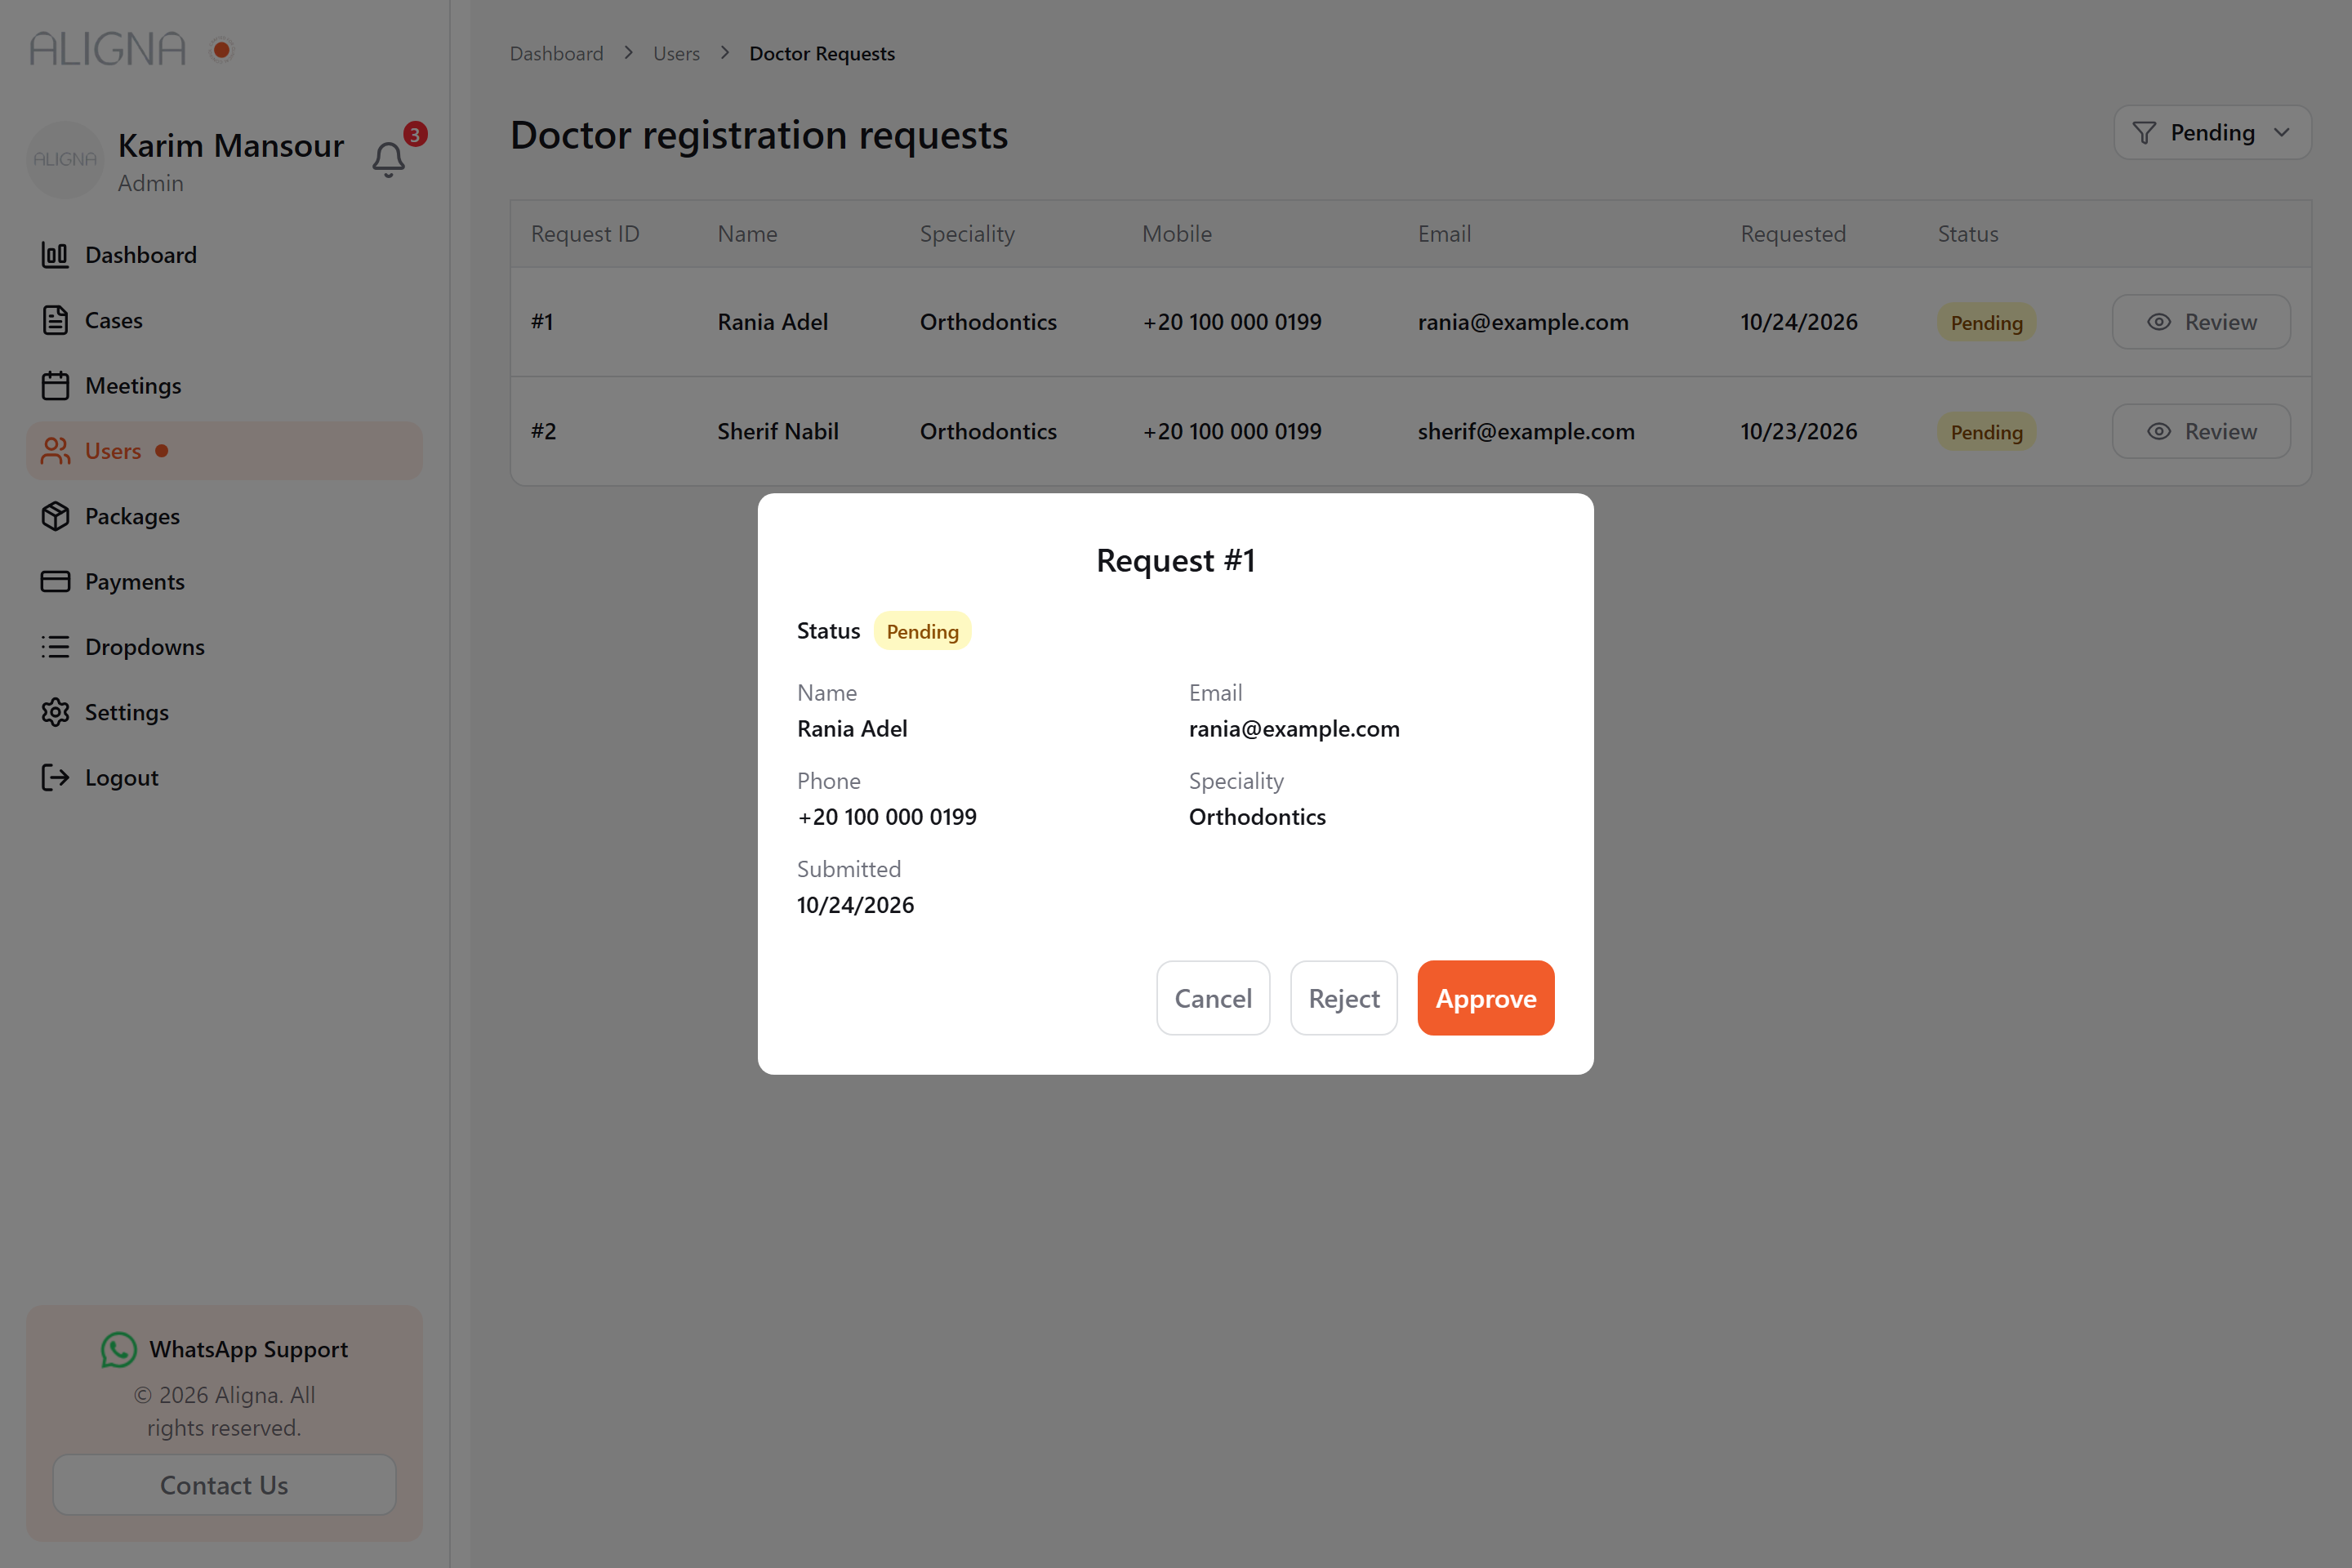 ALIGNA
ALIGNA
Karim Mansour
Admin
3
Dashboard
Cases
Meetings
Users
Packages
Payments
Dropdowns
Settings
Logout
WhatsApp Support
© 2026 Aligna. All
rights reserved.
Contact Us
Dashboard > Users > Doctor Requests
Doctor registration requests
Pending
Request ID Name Speciality Mobile Email Requested Status
#1 Rania Adel Orthodontics +20 100 000 0199 rania@example.com 10/24/2026 Pending Review
#2 Sherif Nabil Orthodontics +20 100 000 0199 sherif@example.com 10/23/2026 Pending Review
Request #1
Status Pending
Name Email
Rania Adel rania@example.com
Phone Speciality
+20 100 000 0199 Orthodontics
Submitted
10/24/2026
Cancel Reject Approve